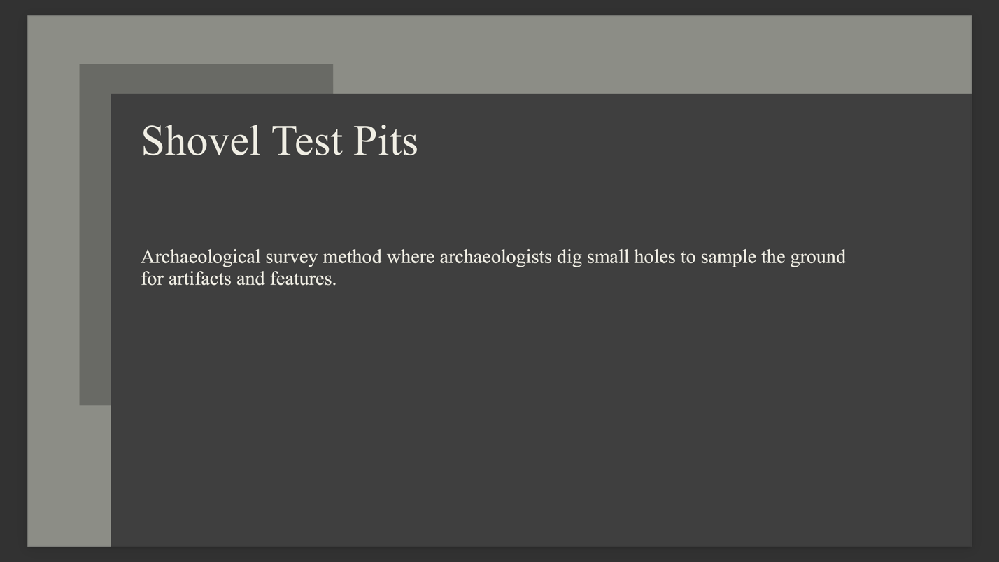 Shovel Test Pits
Archaeological survey method where archaeologists dig small holes to sample the ground
for artifacts and features.